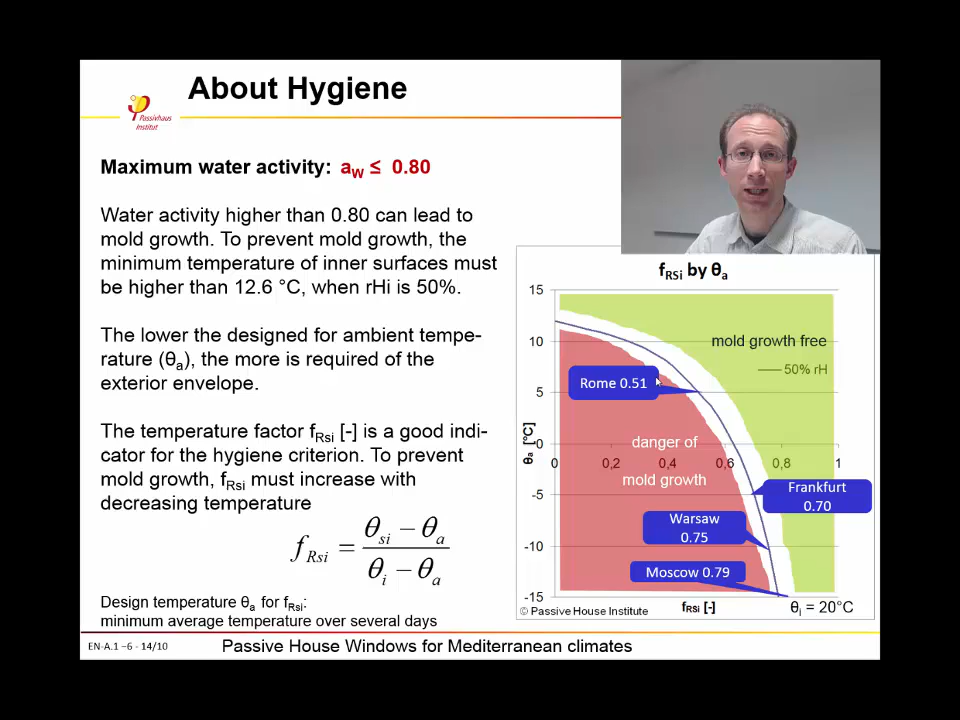 About Hygiene
Passivhaus
Institut
Maximum water activity: aW ≤ 0.80
Water activity higher than 0.80 can lead to
mold growth. To prevent mold growth, the
minimum temperature of inner surfaces must
be higher than 12.6 °C, when rHi is 50%.
The lower the designed for ambient tempe-
rature (θa), the more is required of the
exterior envelope.
The temperature factor fRsi [-] is a good indi-
cator for the hygiene criterion. To prevent
mold growth, fRsi must increase with
decreasing temperature
fRsi = (θsi − θa) / (θi − θa)
Design temperature θa for fRsi:
minimum average temperature over several days
fRSi by θa
15
10
5
0
-5
-10
-15
θa [°C]
0
0,2
0,4
0,6
0,8
1
mold growth free
50% rH
Rome 0.51
danger of
mold growth
Frankfurt
0.70
Warsaw
0.75
Moscow 0.79
© Passive House Institute
fRSi [-]
θi = 20°C
EN-A.1 –6 - 14/10
Passive House Windows for Mediterranean climates